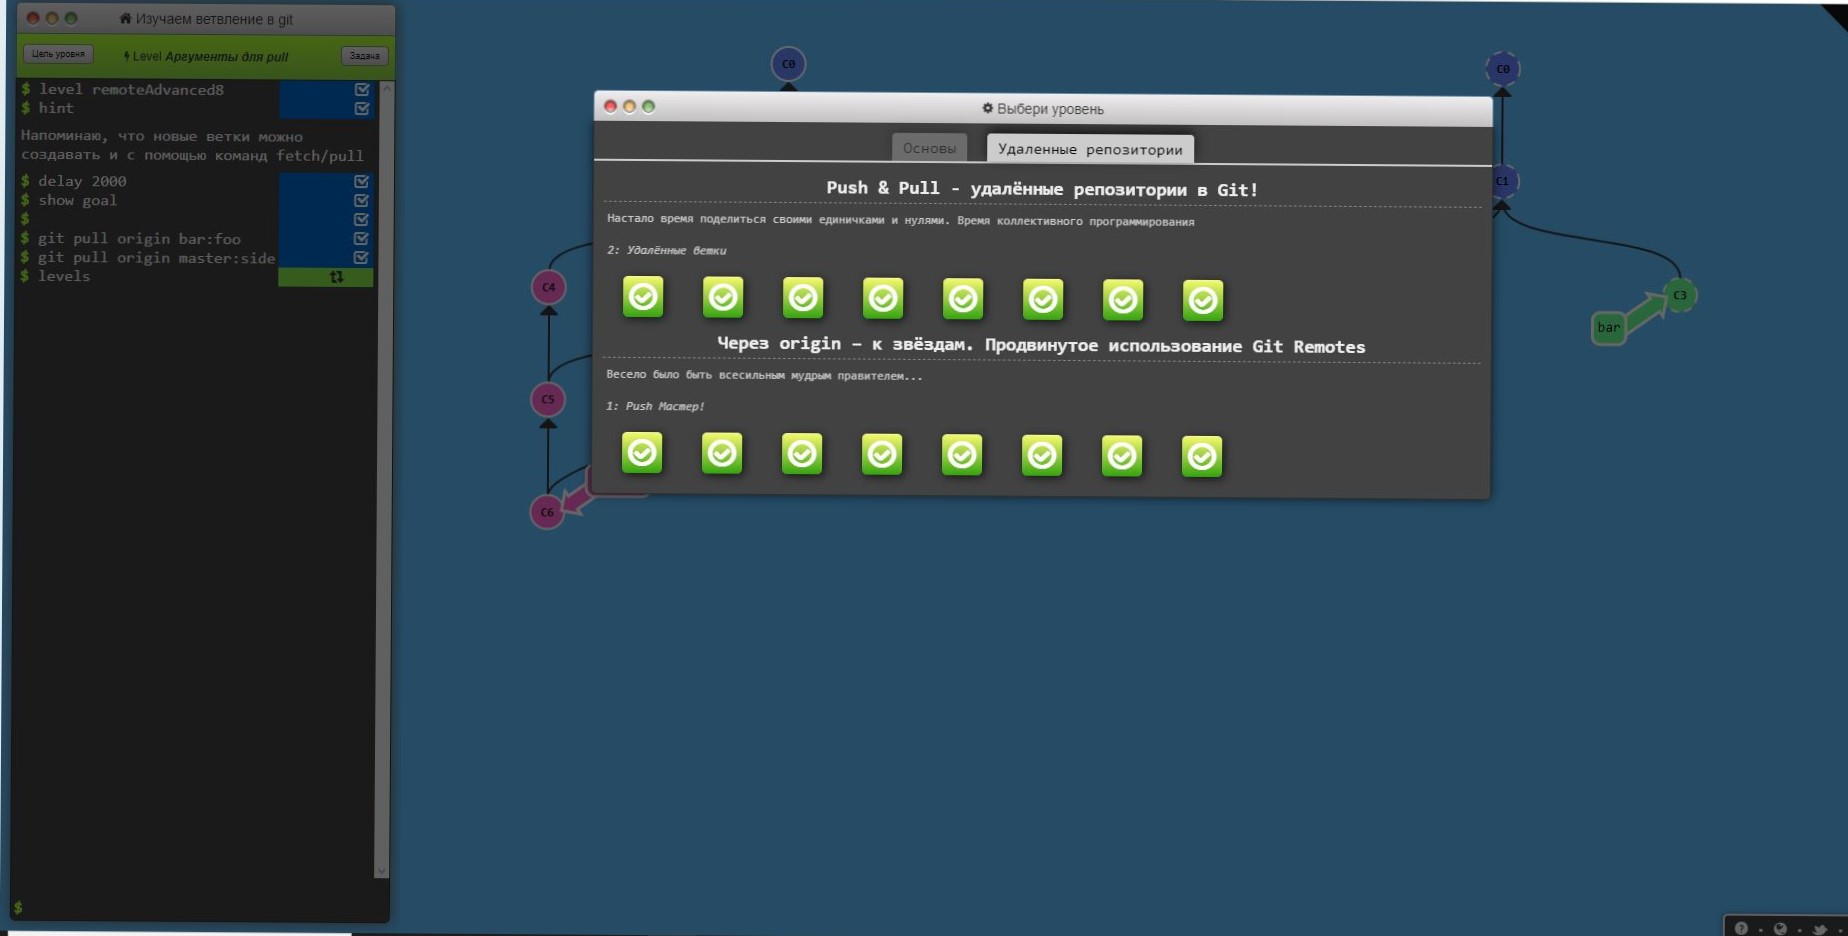 Изучаем ветвление в git
Цель уровня
Level Аргументы для pull
Задача
$ level remoteAdvanced8
$ hint
Напоминаю, что новые ветки можно
создавать и с помощью команд fetch/pull
$ delay 2000
$ show goal
$
$ git pull origin bar:foo
$ git pull origin master:side
$ levels
$
C0
C4
C5
C6
Выбери уровень
Основы
Удаленные репозитории
Push & Pull - удалённые репозитории в Git!
Настало время поделиться своими единичками и нулями. Время коллективного программирования
2: Удалённые ветки
Через origin – к звёздам. Продвинутое использование Git Remotes
Весело было быть всесильным мудрым правителем...
1: Push Мастер!
C0
C1
C3
bar